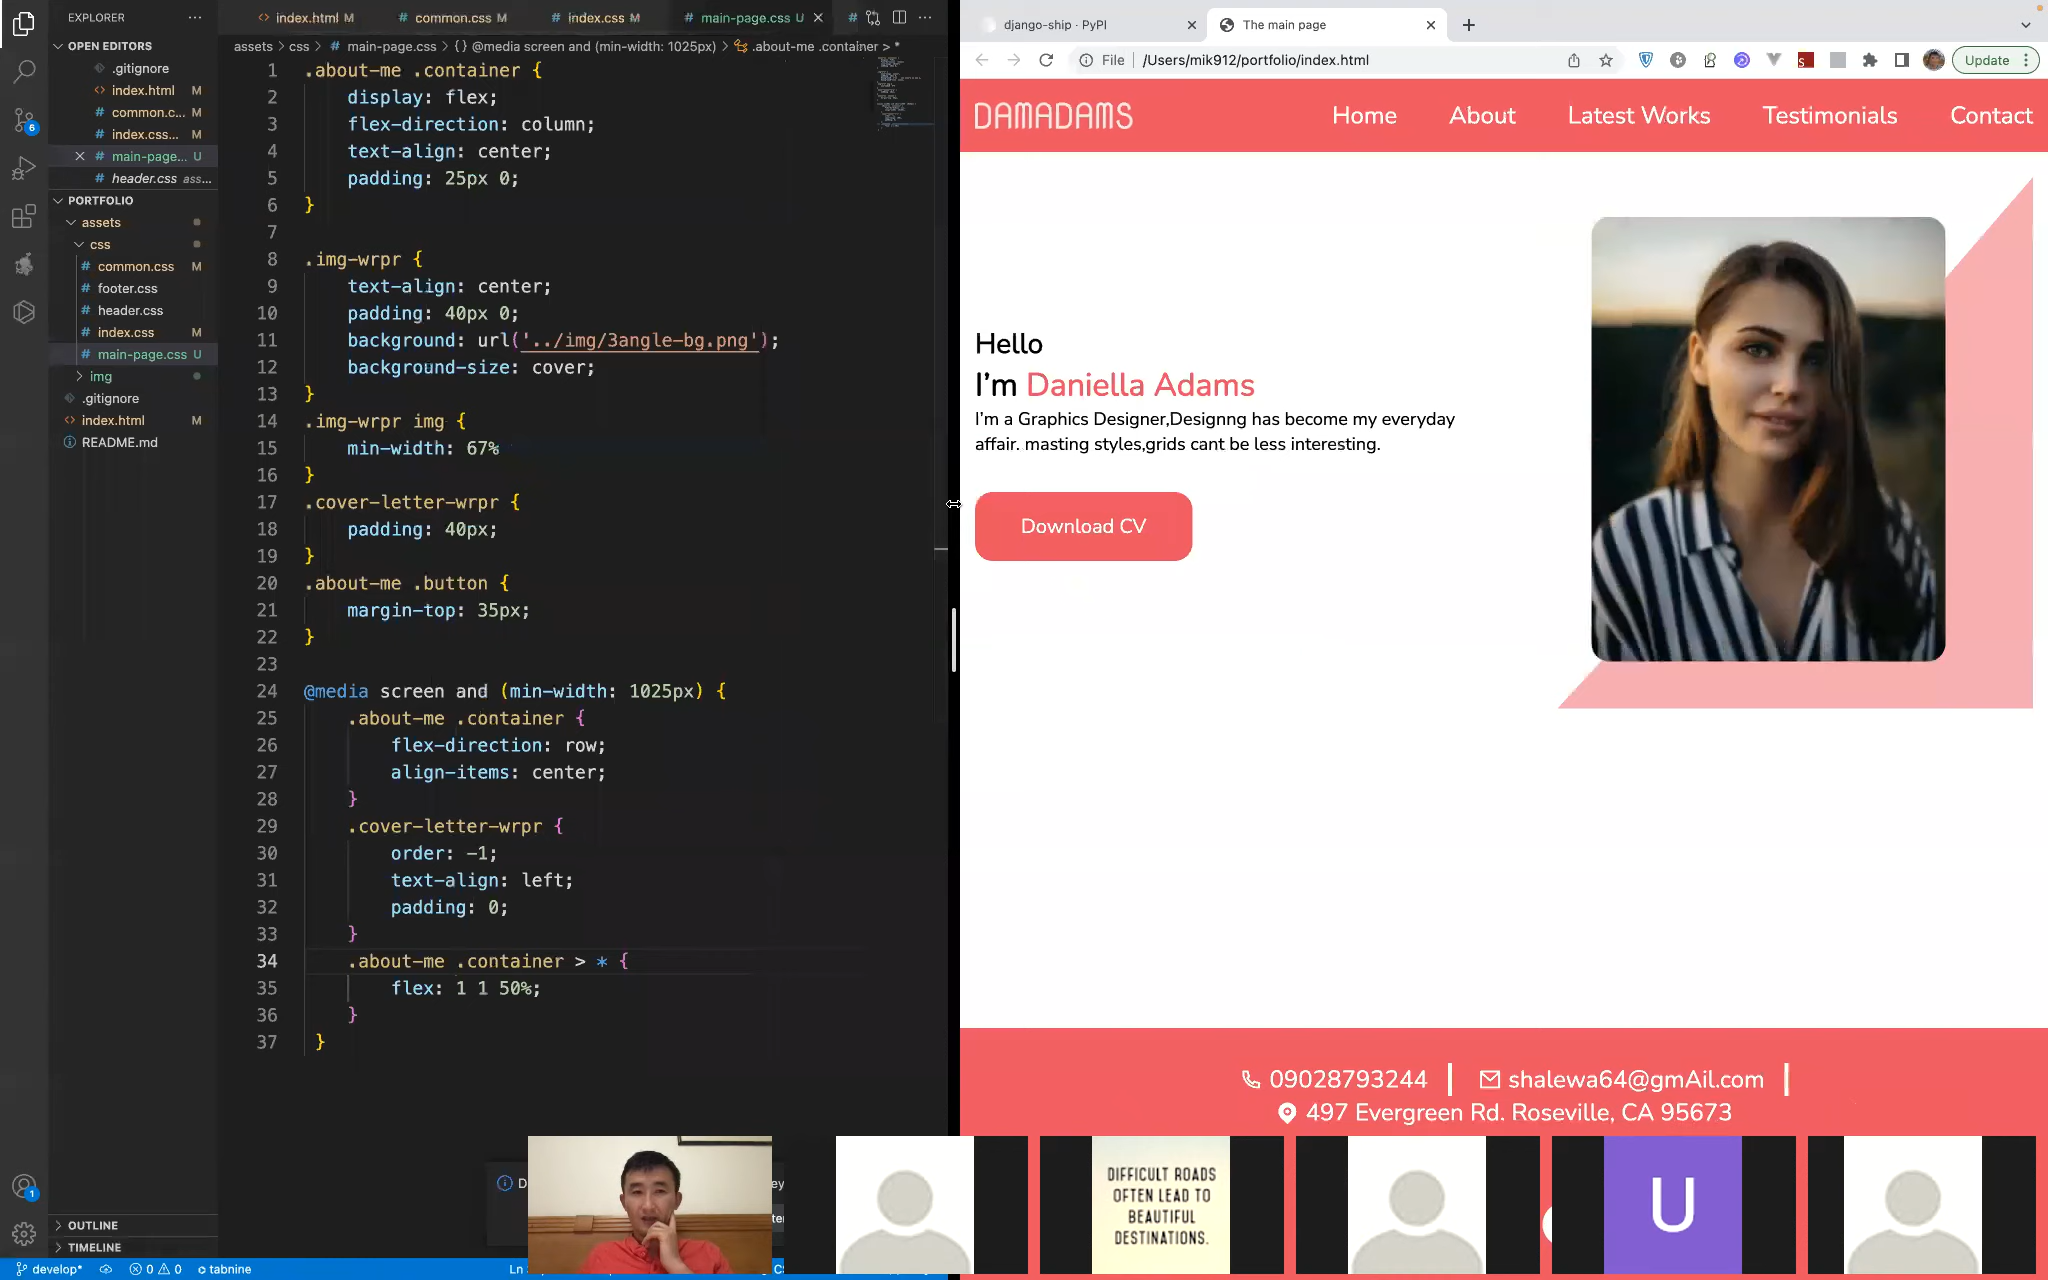 EXPLORER
OPEN EDITORS
.gitignore
index.html M
common.c... M
index.css... M
main-page... U
header.css ass...
PORTFOLIO
assets
css
common.css M
footer.css
header.css
index.css M
main-page.css U
img
.gitignore
index.html M
README.md
OUTLINE
TIMELINE
develop*
0 0
tabnine
Ln
index.html M
common.css M
index.css M
main-page.css U
assets > css > # main-page.css > {} @media screen and (min-width: 1025px) > .about-me .container > *
1 .about-me .container {
2 display: flex;
3 flex-direction: column;
4 text-align: center;
5 padding: 25px 0;
6 }
7
8 .img-wrpr {
9 text-align: center;
10 padding: 40px 0;
11 background: url('../img/3angle-bg.png');
12 background-size: cover;
13 }
14 .img-wrpr img {
15 min-width: 67%
16 }
17 .cover-letter-wrpr {
18 padding: 40px;
19 }
20 .about-me .button {
21 margin-top: 35px;
22 }
23
24 @media screen and (min-width: 1025px) {
25 .about-me .container {
26 flex-direction: row;
27 align-items: center;
28 }
29 .cover-letter-wrpr {
30 order: -1;
31 text-align: left;
32 padding: 0;
33 }
34 .about-me .container > * {
35 flex: 1 1 50%;
36 }
37 }
django-ship · PyPI
The main page
File /Users/mik912/portfolio/index.html
Update
DAMADAMS
Home About Latest Works Testimonials Contact
Hello
I'm Daniella Adams
I'm a Graphics Designer,Designng has become my everyday
affair. masting styles,grids cant be less interesting.
Download CV
09028793244
shalewa64@gmAil.com
497 Evergreen Rd. Roseville, CA 95673
DIFFICULT ROADS
OFTEN LEAD TO
BEAUTIFUL
DESTINATIONS.
U